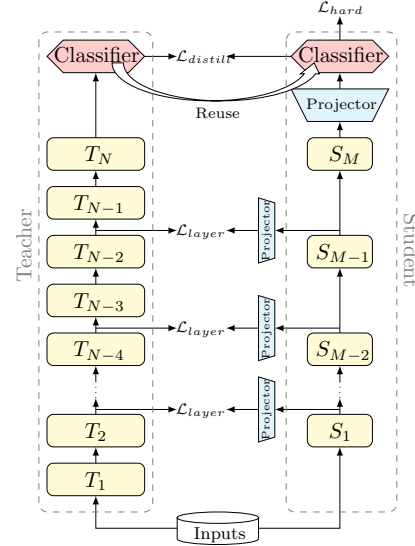 ℒ_hard
Classifier
ℒ_distill
Classifier
Reuse
Projector
T_N
S_M
T_{N−1}
ℒ_layer
Projector
T_{N−2}
S_{M−1}
Teacher
Student
T_{N−3}
ℒ_layer
Projector
T_{N−4}
S_{M−2}
ℒ_layer
Projector
T_2
S_1
T_1
Inputs